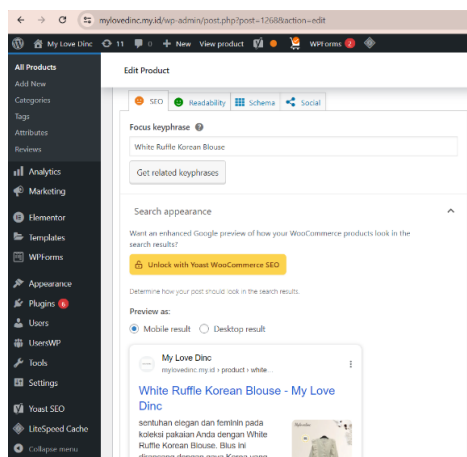 mylovedinc.my.id/wp-admin/post.php?post=1268&action=edit
My Love Dinc 11 0 New View product WPForms 2
All Products
Add New
Categories
Tags
Attributes
Reviews
Analytics
Marketing
Elementor
Templates
WPForms
Appearance
Plugins 6
Users
UsersWP
Tools
Settings
Yoast SEO
LiteSpeed Cache
Collapse menu
Edit Product
SEO Readability Schema Social
Focus keyphrase
White Ruffle Korean Blouse
Get related keyphrases
Search appearance
Want an enhanced Google preview of how your WooCommerce products look in the
search results?
Unlock with Yoast WooCommerce SEO
Determine how your post should look in the search results.
Preview as:
Mobile result Desktop result
My Love Dinc
mylovedinc.my.id › product › white...
White Ruffle Korean Blouse - My Love
Dinc
sentuhan elegan dan feminin pada
koleksi pakaian Anda dengan White
Ruffle Korean Blouse. Blus ini
dirancang dengan gaya Korea yang